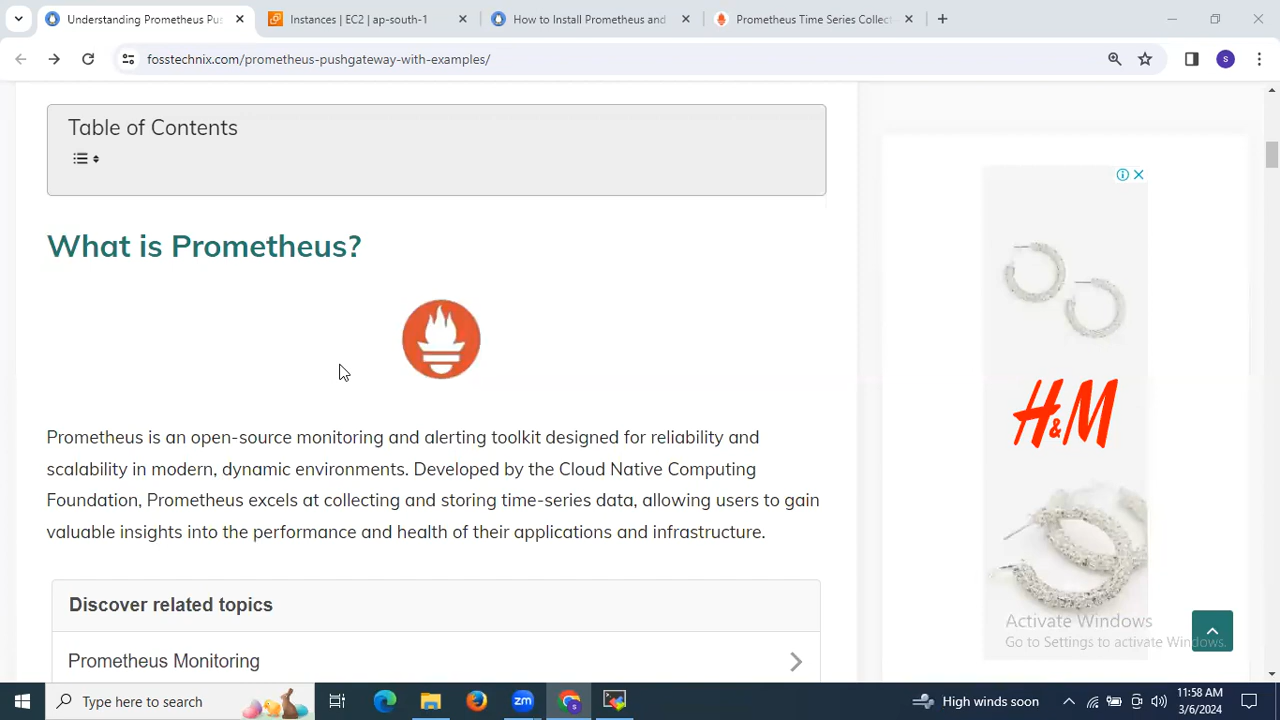 Understanding Prometheus Pu
Instances | EC2 | ap-south-1
How to Install Prometheus and
Prometheus Time Series Collec
fosstechnix.com/prometheus-pushgateway-with-examples/
s
Table of Contents
What is Prometheus?
Prometheus is an open-source monitoring and alerting toolkit designed for reliability and
scalability in modern, dynamic environments. Developed by the Cloud Native Computing
Foundation, Prometheus excels at collecting and storing time-series data, allowing users to gain
valuable insights into the performance and health of their applications and infrastructure.
Discover related topics
Prometheus Monitoring
H&M
Activate Windows
Go to Settings to activate Windows.
Type here to search
zm
s
High winds soon
11:58 AM
3/6/2024